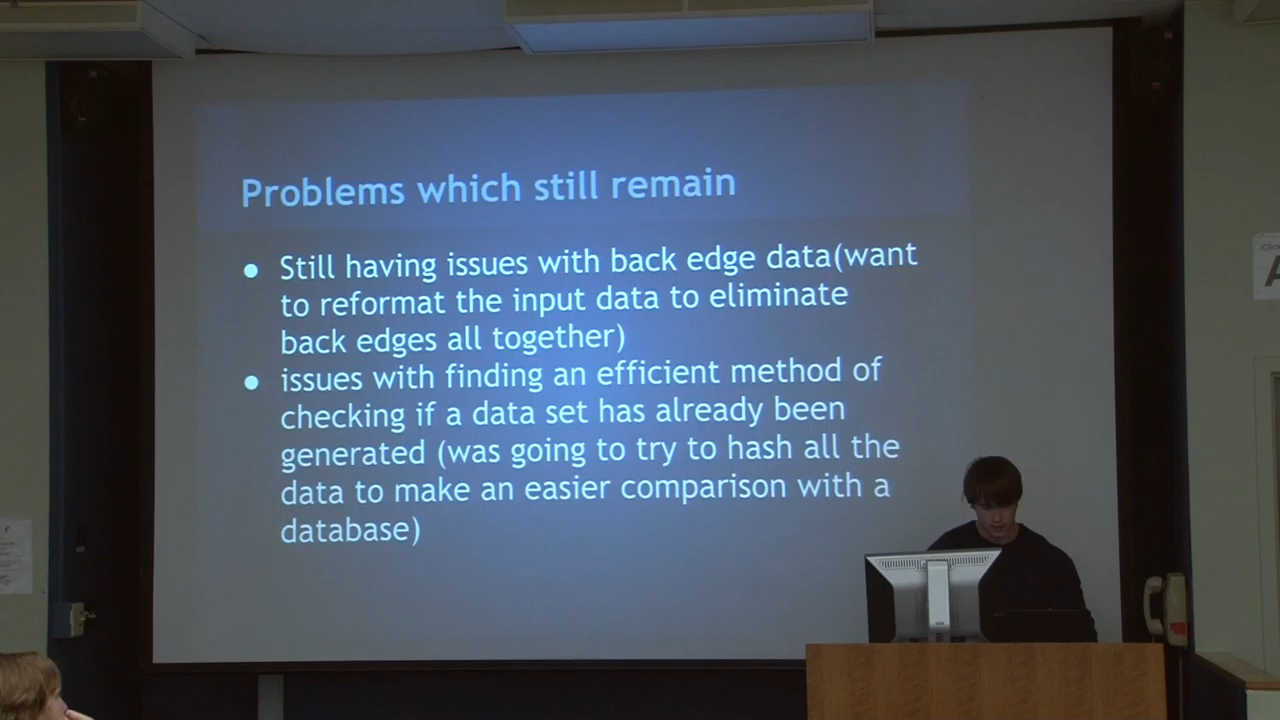 Problems which still remain
● Still having issues with back edge data(want
to reformat the input data to eliminate
back edges all together)
● issues with finding an efficient method of
checking if a data set has already been
generated (was going to try to hash all the
data to make an easier comparison with a
database)